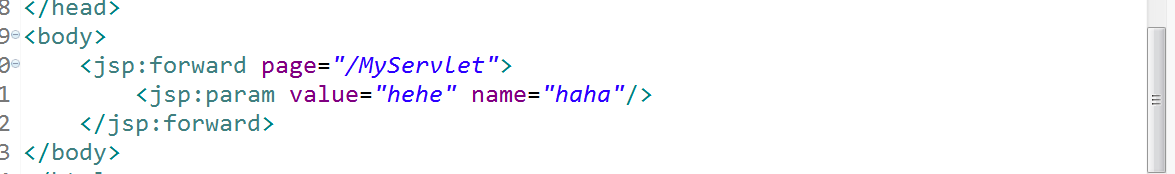 8 </head>
9 <body>
0 <jsp:forward page="/MyServlet">
1 <jsp:param value="hehe" name="haha"/>
2 </jsp:forward>
3 </body>